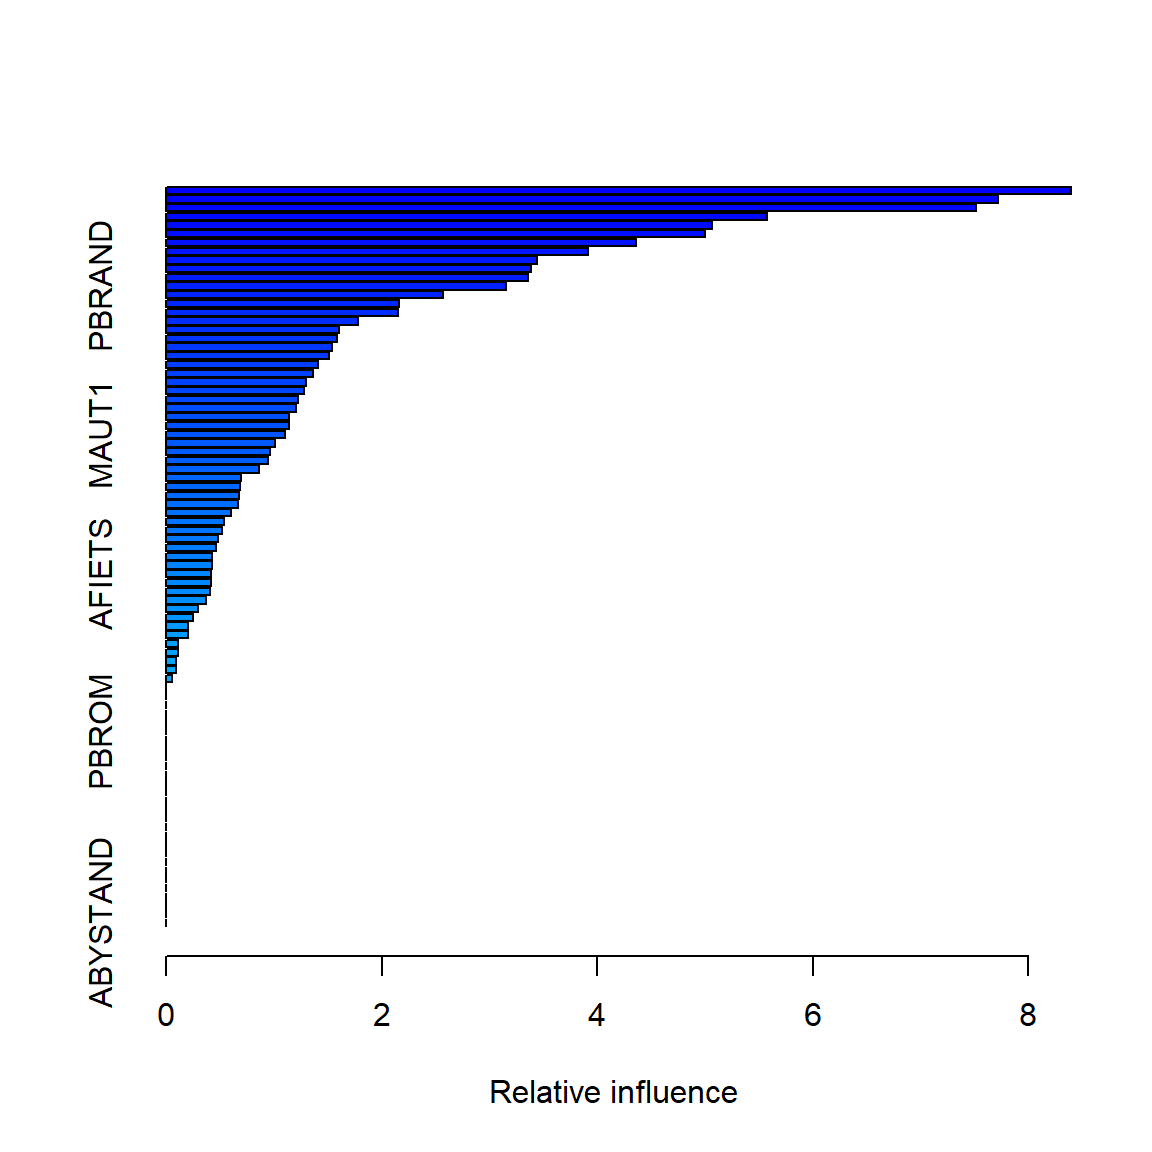 PBRAND
MAUT1
AFIETS
PBROM
ABYSTAND
0 2 4 6 8
Relative influence